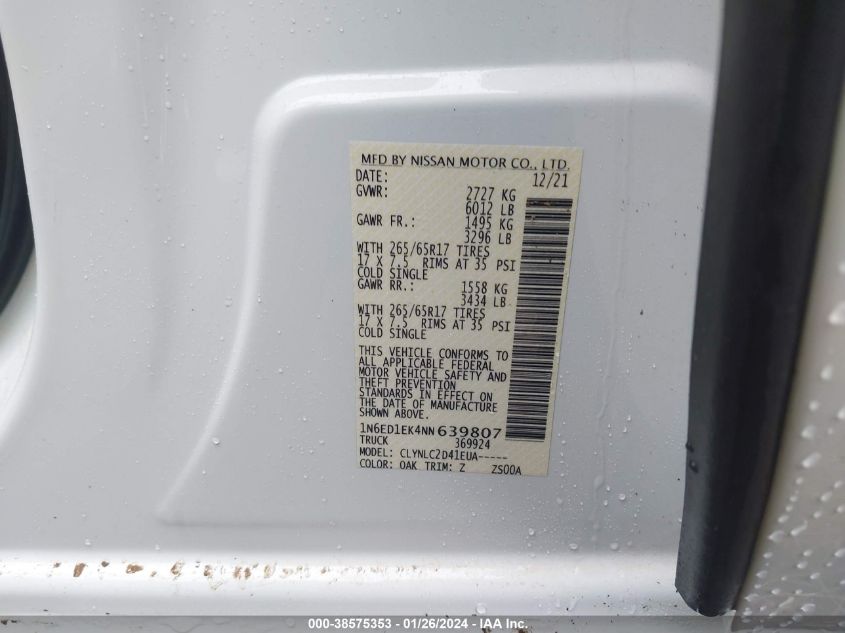 MFD BY NISSAN MOTOR CO., LTD.
DATE: 12/21
GVWR: 2727 KG
6012 LB
GAWR FR.: 1495 KG
3296 LB
WITH 265/65R17 TIRES
17 X 7.5 RIMS AT 35 PSI
COLD SINGLE
GAWR RR.: 1558 KG
3434 LB
WITH 265/65R17 TIRES
17 X 7.5 RIMS AT 35 PSI
COLD SINGLE
THIS VEHICLE CONFORMS TO
ALL APPLICABLE FEDERAL
MOTOR VEHICLE SAFETY AND
THEFT PREVENTION
STANDARDS IN EFFECT ON
THE DATE OF MANUFACTURE
SHOWN ABOVE.
1N6ED1EK4NN639807
TRUCK 369924
MODEL: CLYNLC2D41EUA-----
COLOR: QAK TRIM: Z ZS00A
000-38575353 - 01/26/2024 - IAA Inc.